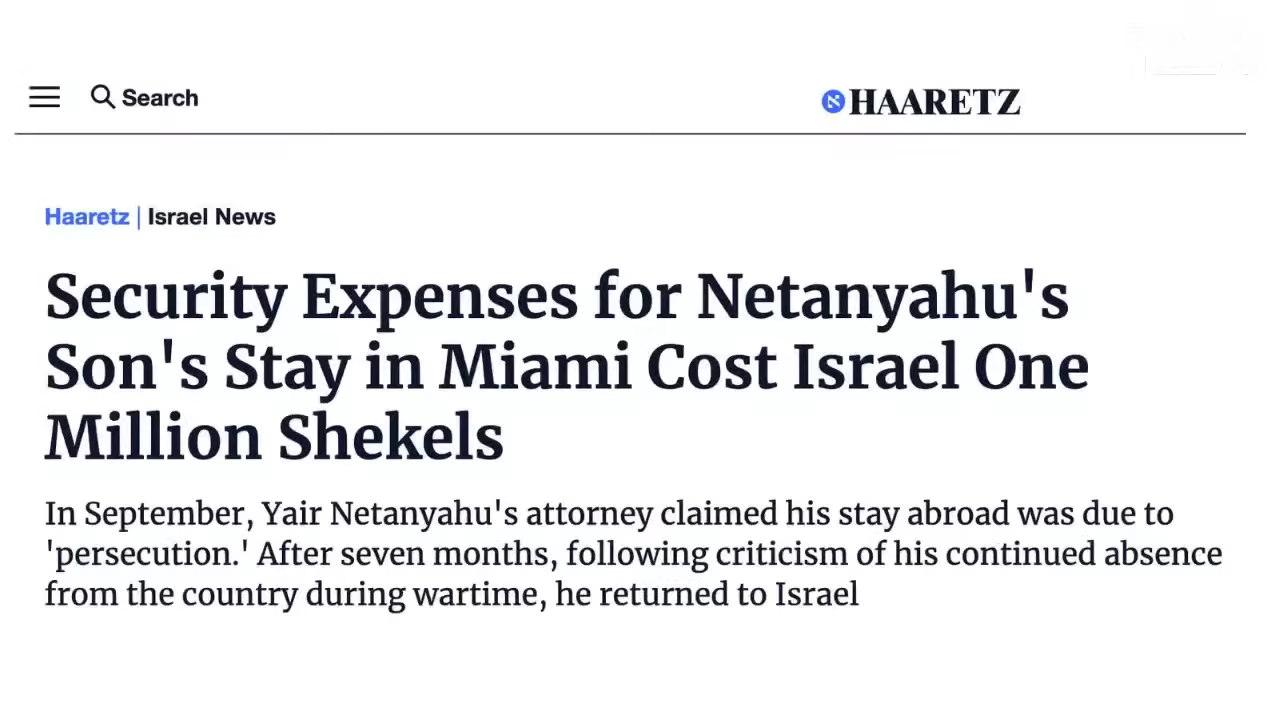 Search
HAARETZ
Haaretz | Israel News
Security Expenses for Netanyahu's
Son's Stay in Miami Cost Israel One
Million Shekels
In September, Yair Netanyahu's attorney claimed his stay abroad was due to
'persecution.' After seven months, following criticism of his continued absence
from the country during wartime, he returned to Israel